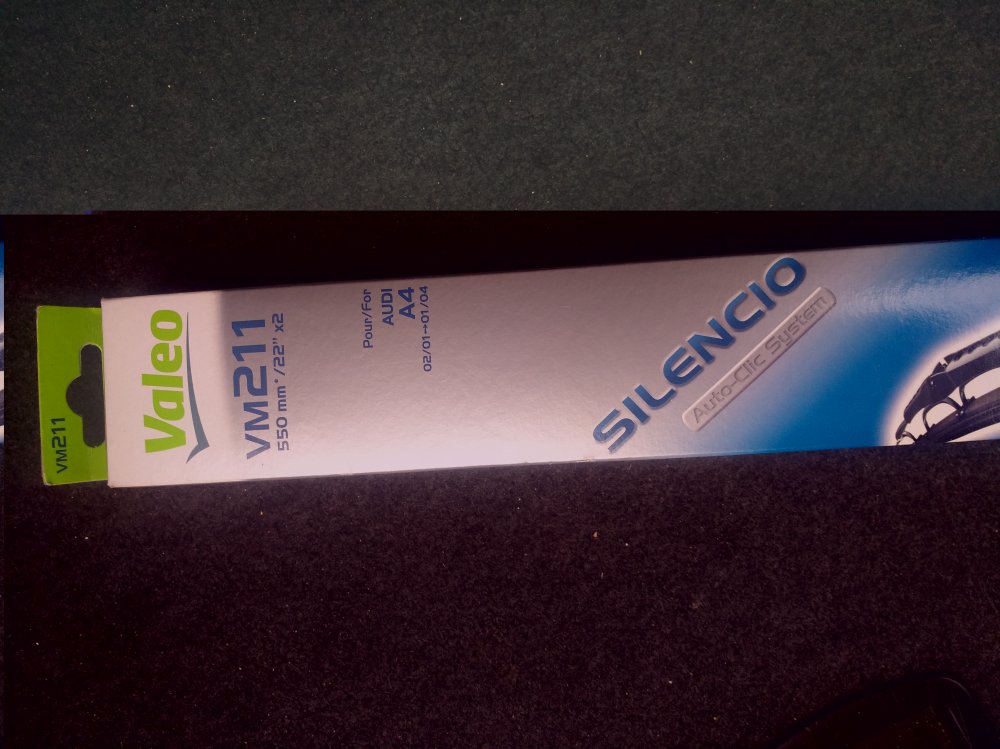 VM211
Valeo
VM211
550 mm* /22" x2
Pour/For
AUDI
A4
02/01→01/04
SILENCIO
Auto-Clic System